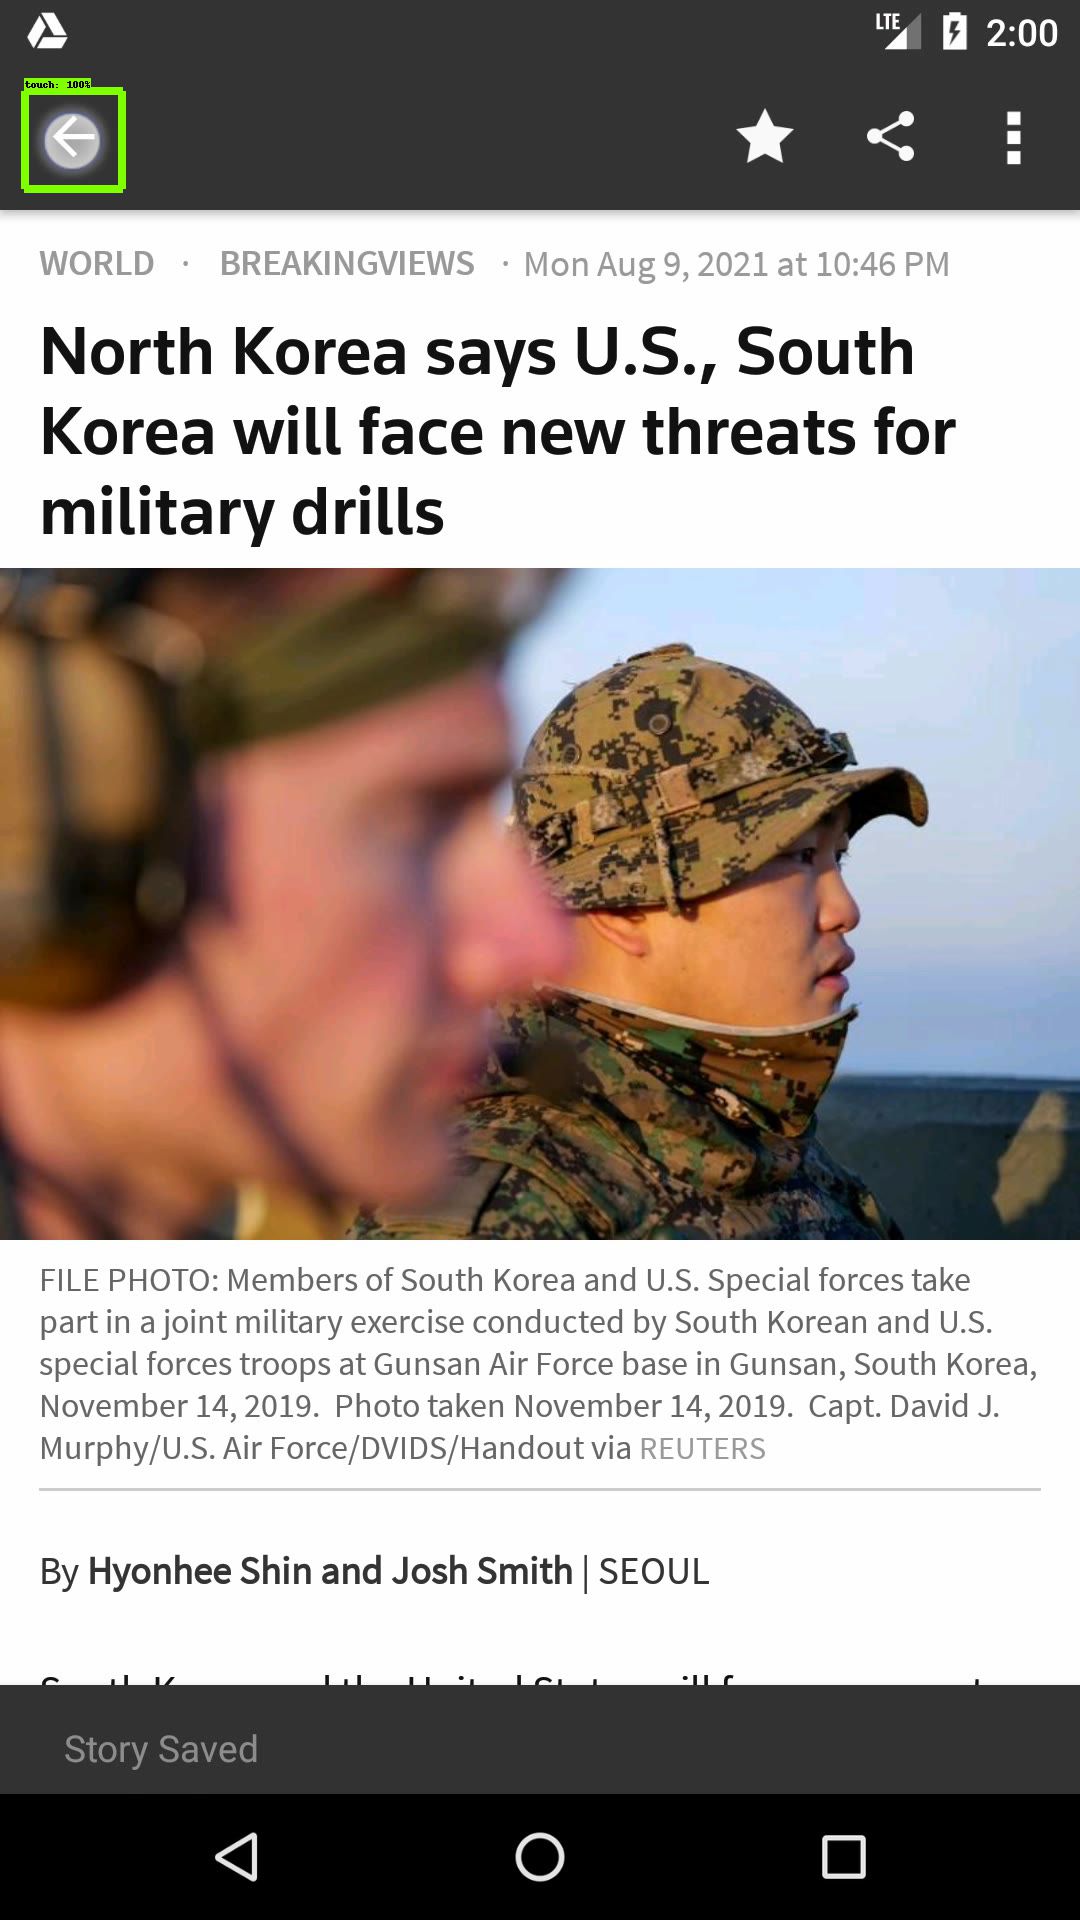 LTE 2:00
touch: 100%
WORLD · BREAKINGVIEWS · Mon Aug 9, 2021 at 10:46 PM
North Korea says U.S., South
Korea will face new threats for
military drills
FILE PHOTO: Members of South Korea and U.S. Special forces take
part in a joint military exercise conducted by South Korean and U.S.
special forces troops at Gunsan Air Force base in Gunsan, South Korea,
November 14, 2019.  Photo taken November 14, 2019.  Capt. David J.
Murphy/U.S. Air Force/DVIDS/Handout via REUTERS
By Hyonhee Shin and Josh Smith | SEOUL
Story Saved